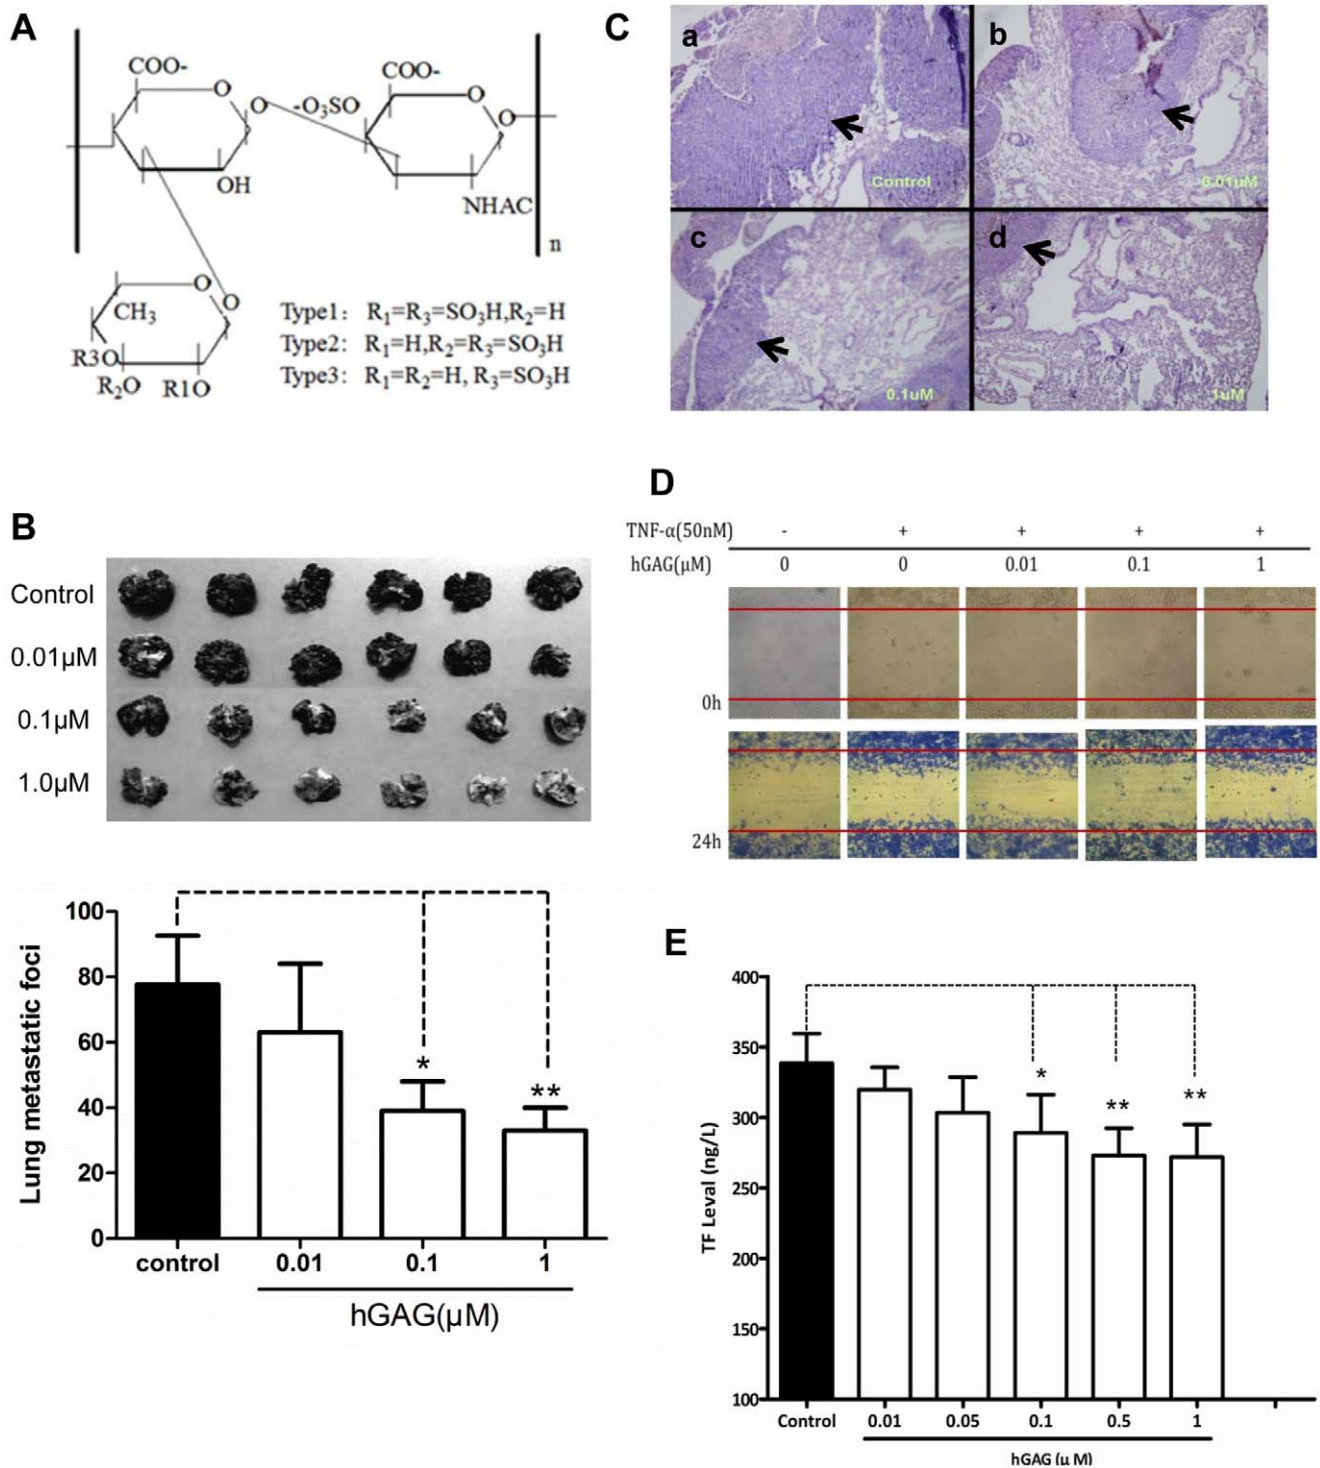 A
COO-
O
O
-O₃SO
COO-
O
O
OH
NHAC
n
O
O
CH₃
R3O
R₂O
R1O
Type1: R₁=R₃=SO₃H,R₂=H
Type2: R₁=H,R₂=R₃=SO₃H
Type3: R₁=R₂=H, R₃=SO₃H
B
Control
0.01μM
0.1μM
1.0μM
Lung metastatic foci
100
80
60
40
20
0
*
**
control
0.01
0.1
1
hGAG(μM)
C
a
Control
b
0.01uM
c
0.1uM
d
1uM
D
TNF-α(50nM) - + + + +
hGAG(μM) 0 0 0.01 0.1 1
0h
24h
E
TF Leval (ng/L)
400
350
300
250
200
150
100
*
**
**
Control
0.01
0.05
0.1
0.5
1
hGAG (μ M)